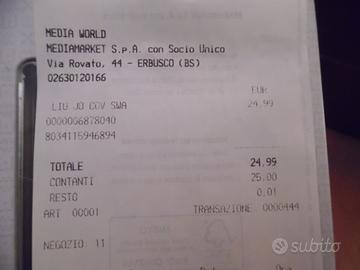 MEDIA WORLD
MEDIAMARKET S.p.A. con Socio Unico
Via Rovato, 44 - ERBUSCO (BS)
02630120166
EUR
LIU JO COV SWA 24.99
0000006878040
8034115946894
TOTALE 24.99
CONTANTI 25.00
RESTO 0.01
ART 00001 TRANSAZIONE 0000444
NEGOZIO 11
subito